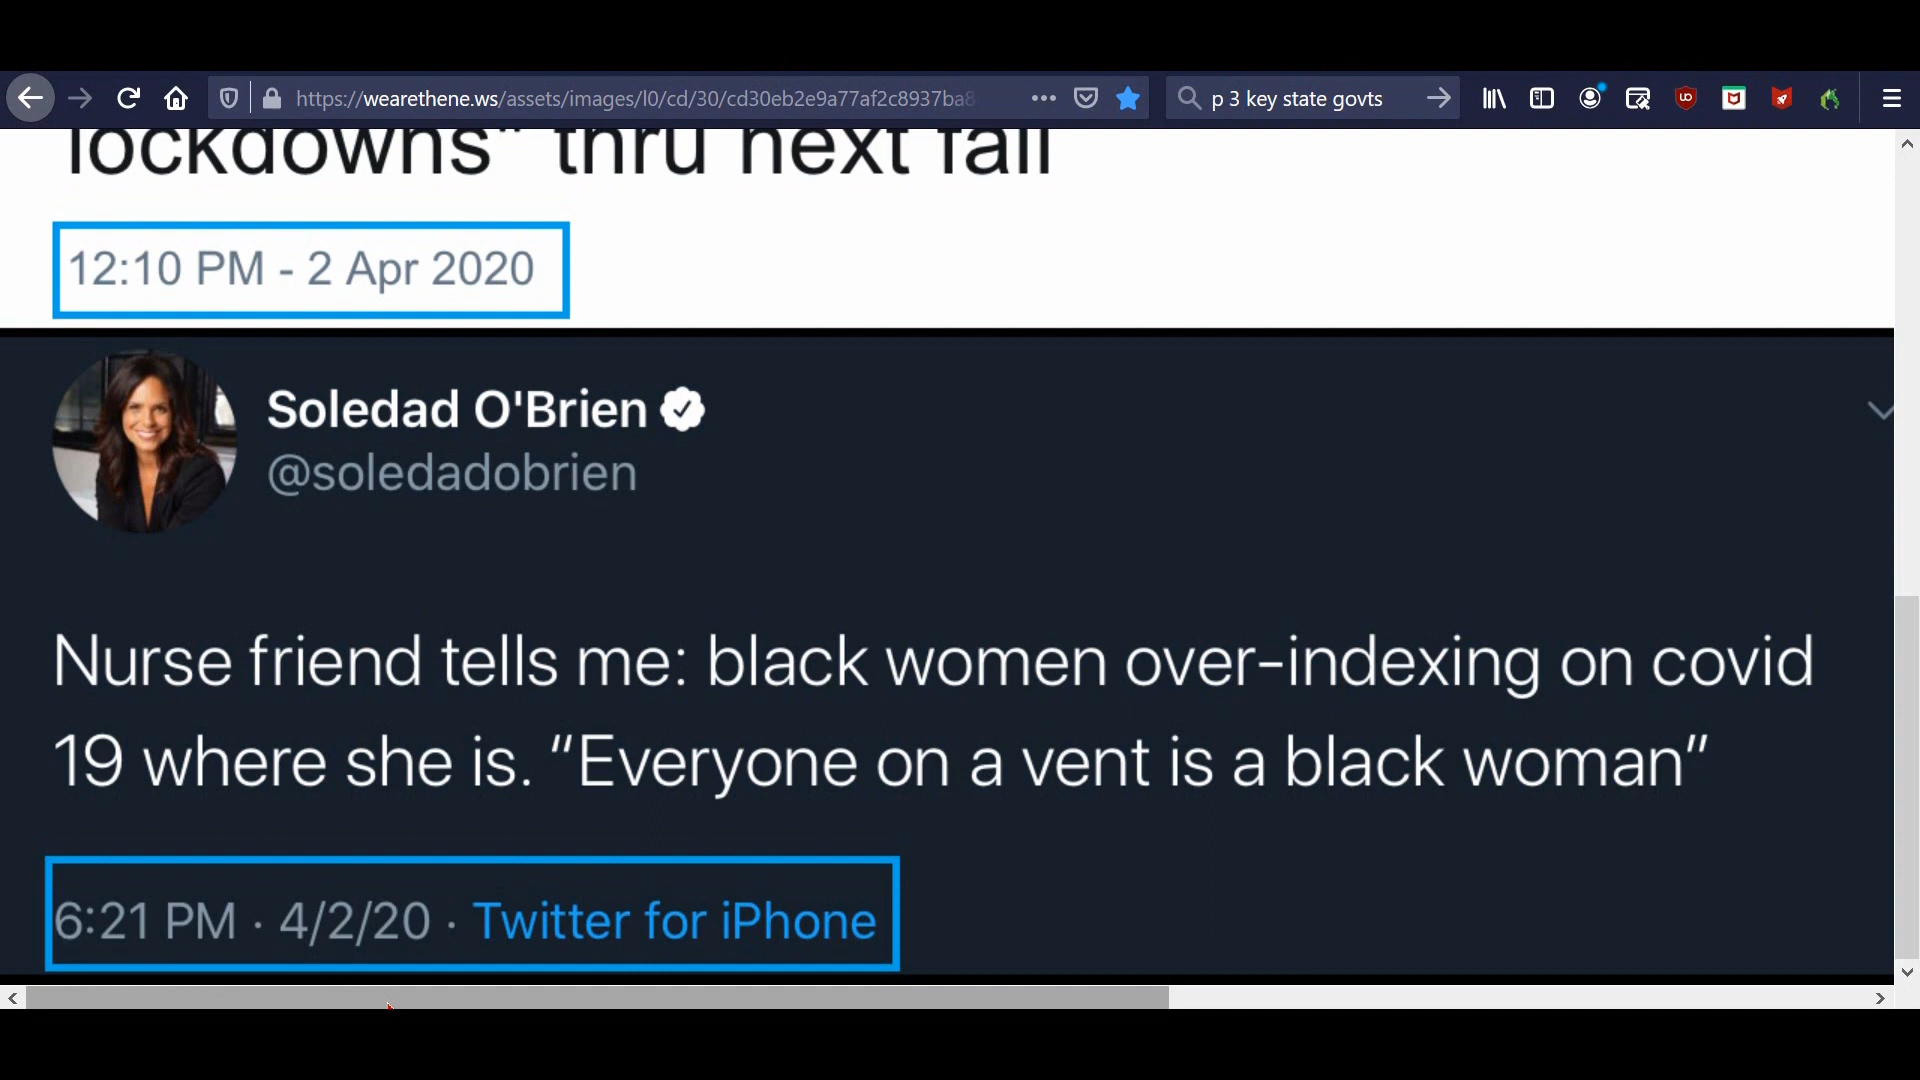 https://wearethene.ws/assets/images/l0/cd/30/cd30eb2e9a77af2c8937ba8
p 3 key state govts
lockdowns" thru next fall
12:10 PM - 2 Apr 2020
Soledad O'Brien
@soledadobrien
Nurse friend tells me: black women over-indexing on covid
19 where she is. “Everyone on a vent is a black woman”
6:21 PM · 4/2/20 · Twitter for iPhone